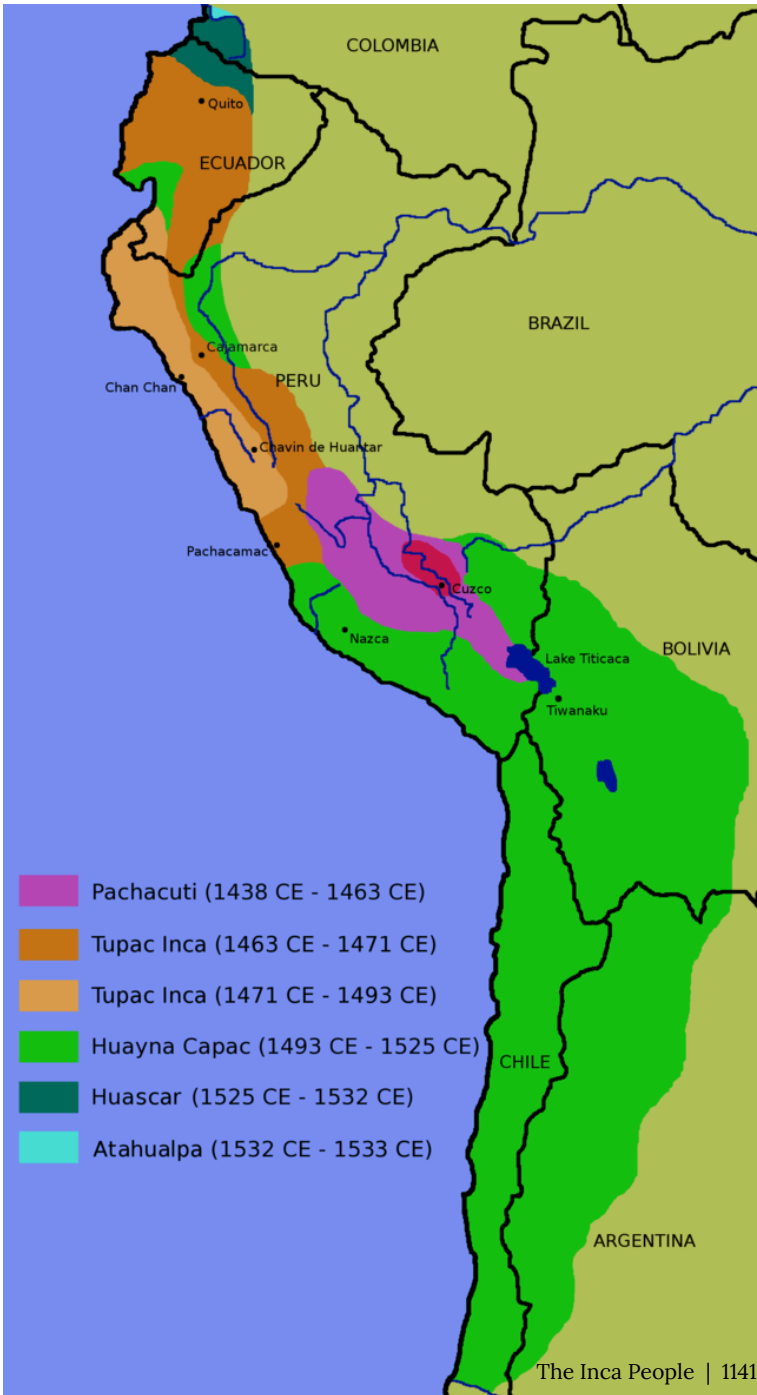 COLOMBIA
Quito
ECUADOR
BRAZIL
Cajamarca
PERU
Chan Chan
Chavin de Huantar
Pachacamac
Cuzco
Nazca
BOLIVIA
Lake Titicaca
Tiwanaku
Pachacuti (1438 CE - 1463 CE)
Tupac Inca (1463 CE - 1471 CE)
Tupac Inca (1471 CE - 1493 CE)
Huayna Capac (1493 CE - 1525 CE)
CHILE
Huascar (1525 CE - 1532 CE)
Atahualpa (1532 CE - 1533 CE)
ARGENTINA
The Inca People | 1141